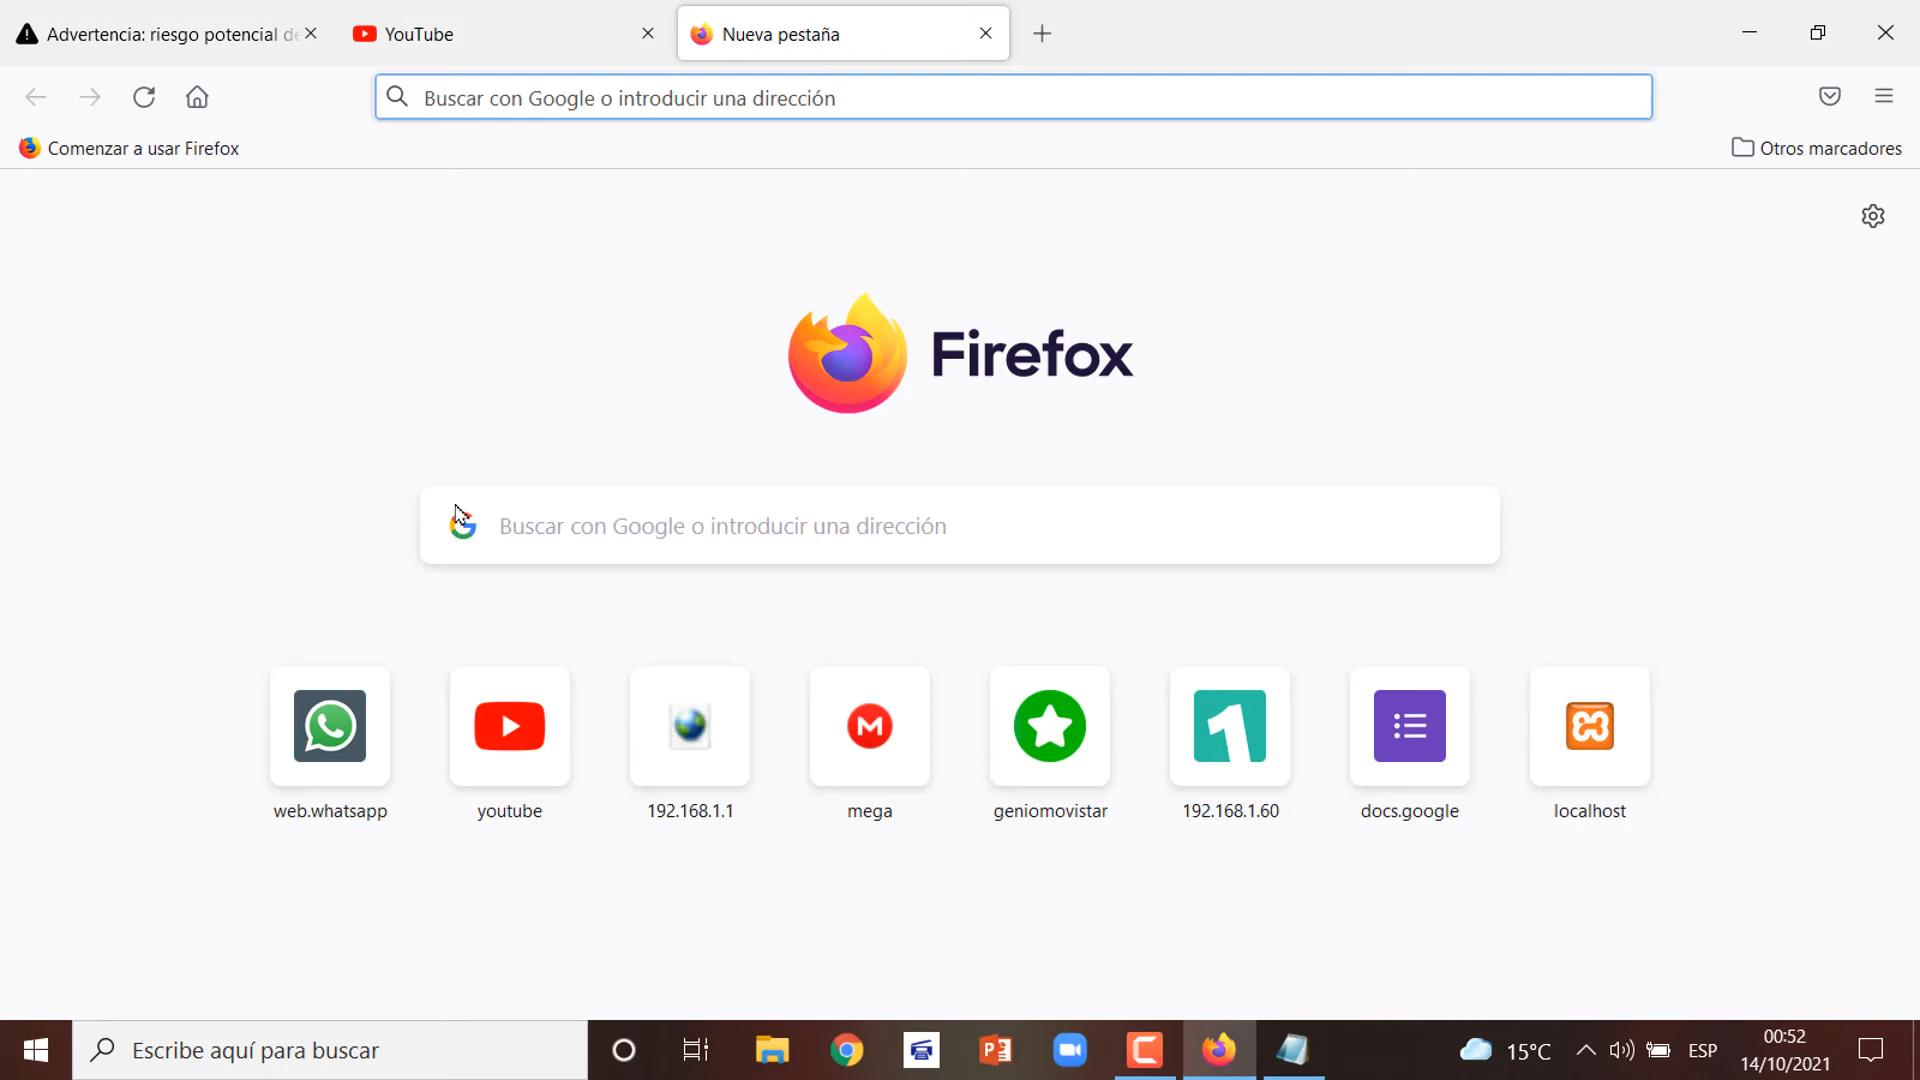 Advertencia: riesgo potencial de
YouTube
Nueva pestaña
Buscar con Google o introducir una dirección
Comenzar a usar Firefox
Otros marcadores
Firefox
Buscar con Google o introducir una dirección
web.whatsapp
youtube
192.168.1.1
mega
geniomovistar
192.168.1.60
docs.google
localhost
Escribe aquí para buscar
15°C
ESP
00:52
14/10/2021